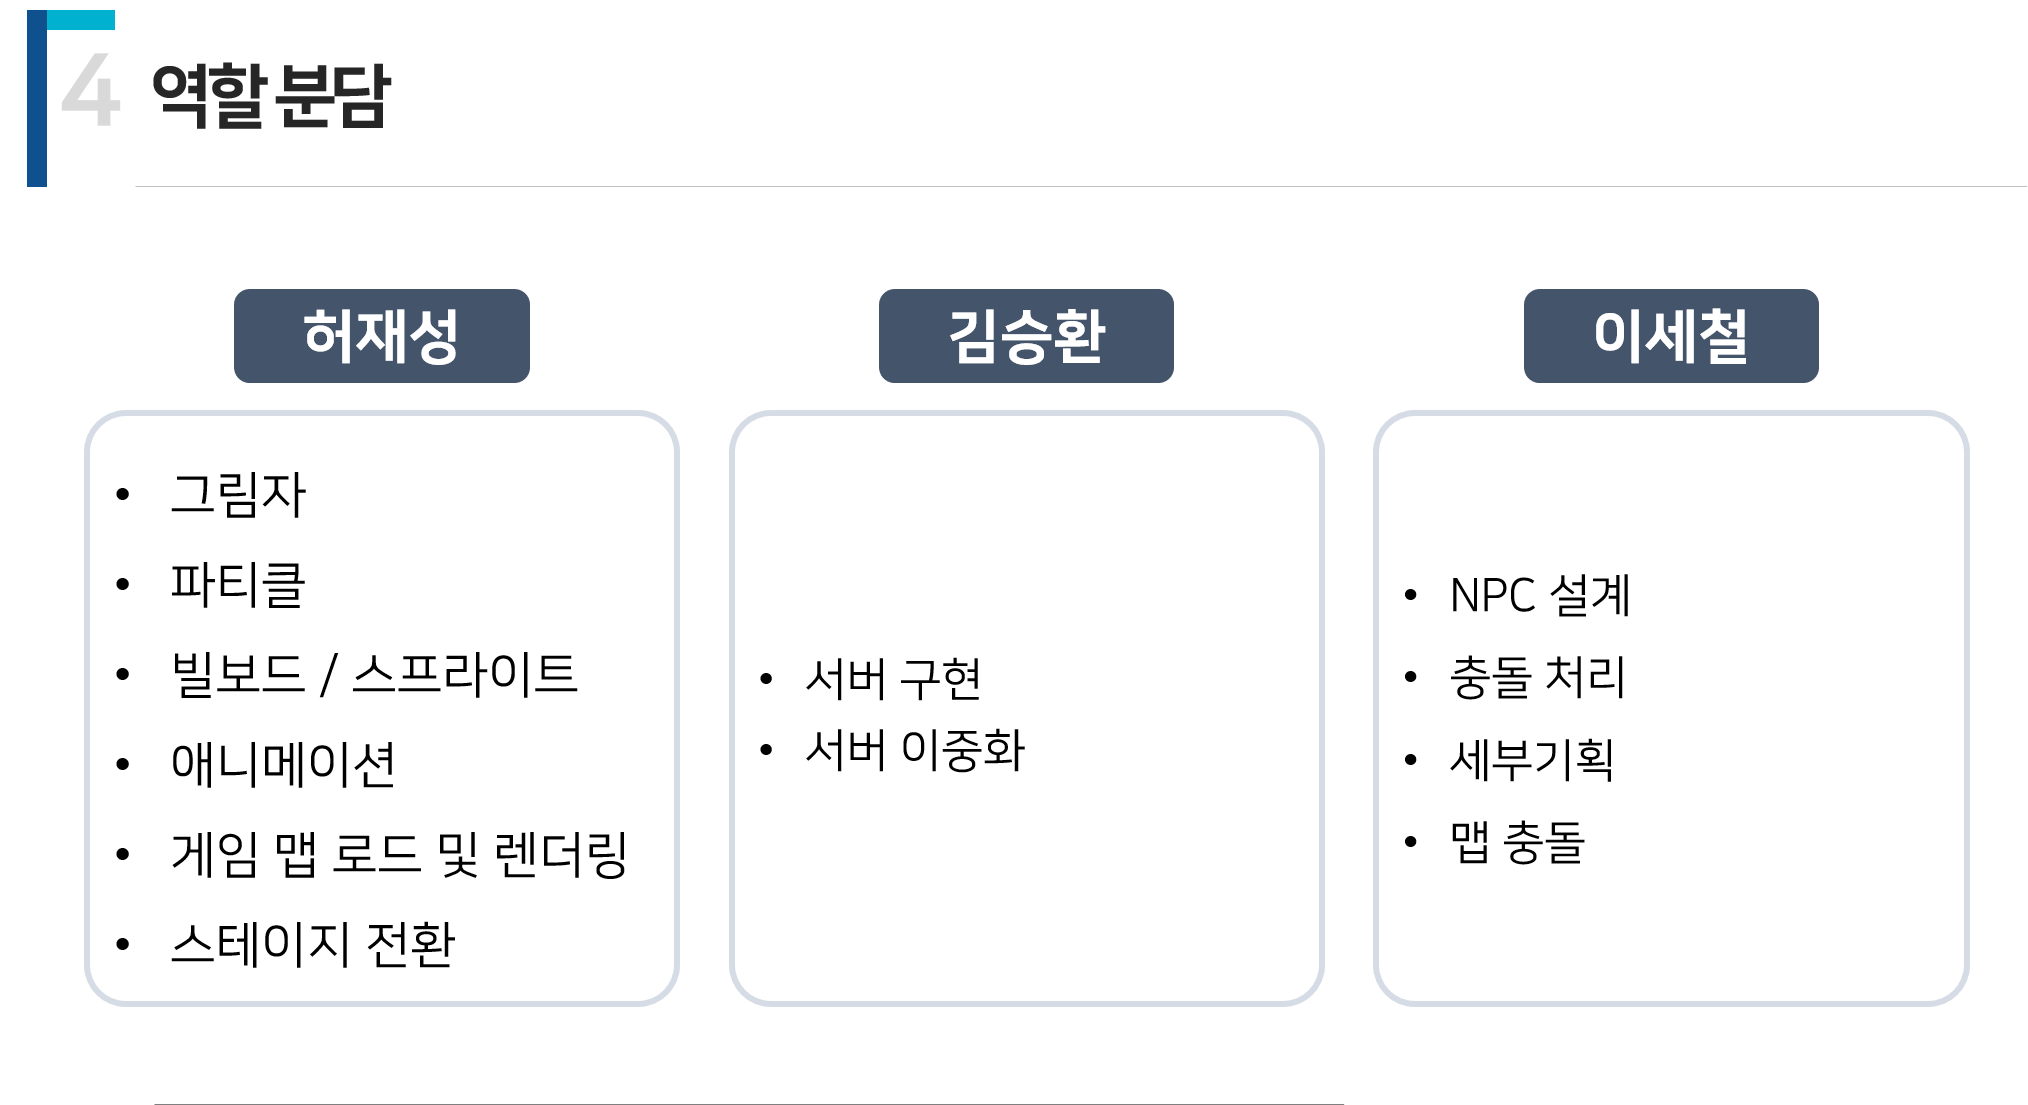 4 역할 분담
허재성
• 그림자
• 파티클
• 빌보드 / 스프라이트
• 애니메이션
• 게임 맵 로드 및 렌더링
• 스테이지 전환
김승환
• 서버 구현
• 서버 이중화
이세철
• NPC 설계
• 충돌 처리
• 세부기획
• 맵 충돌